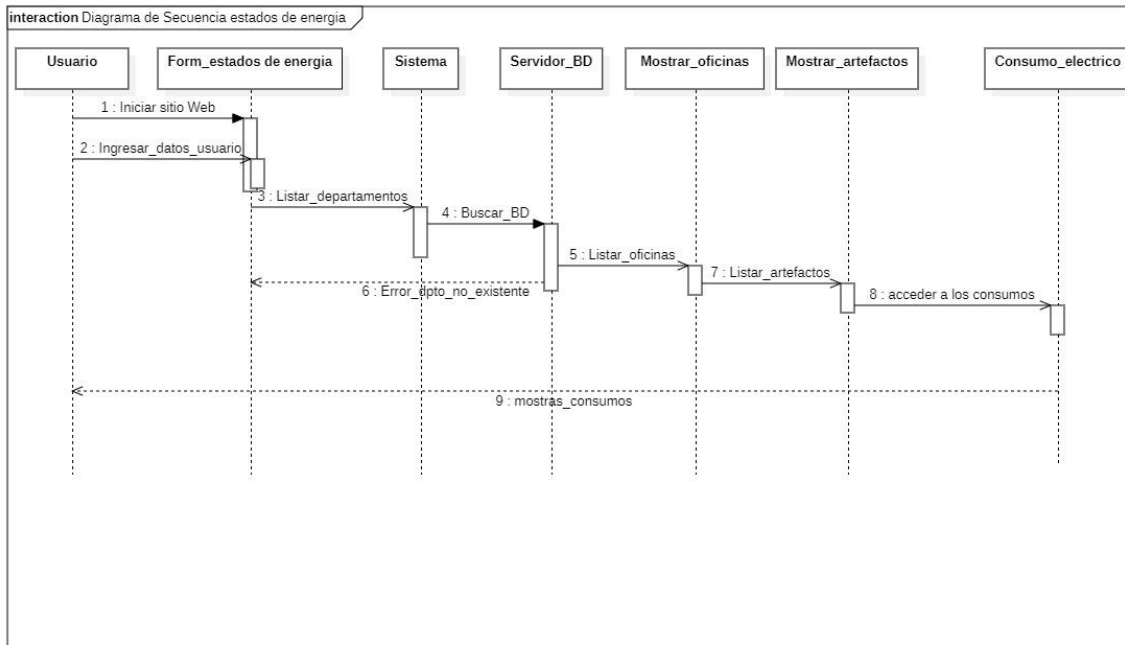 interaction Diagrama de Secuencia estados de energia
Usuario
Form_estados de energia
Sistema
Servidor_BD
Mostrar_oficinas
Mostrar_artefactos
Consumo_electrico
1 : Iniciar sitio Web
2 : Ingresar_datos_usuario
3 : Listar_departamentos
4 : Buscar_BD
5 : Listar_oficinas
7 : Listar_artefactos
6 : Error_dpto_no_existente
8 : acceder a los consumos
9 : mostras_consumos